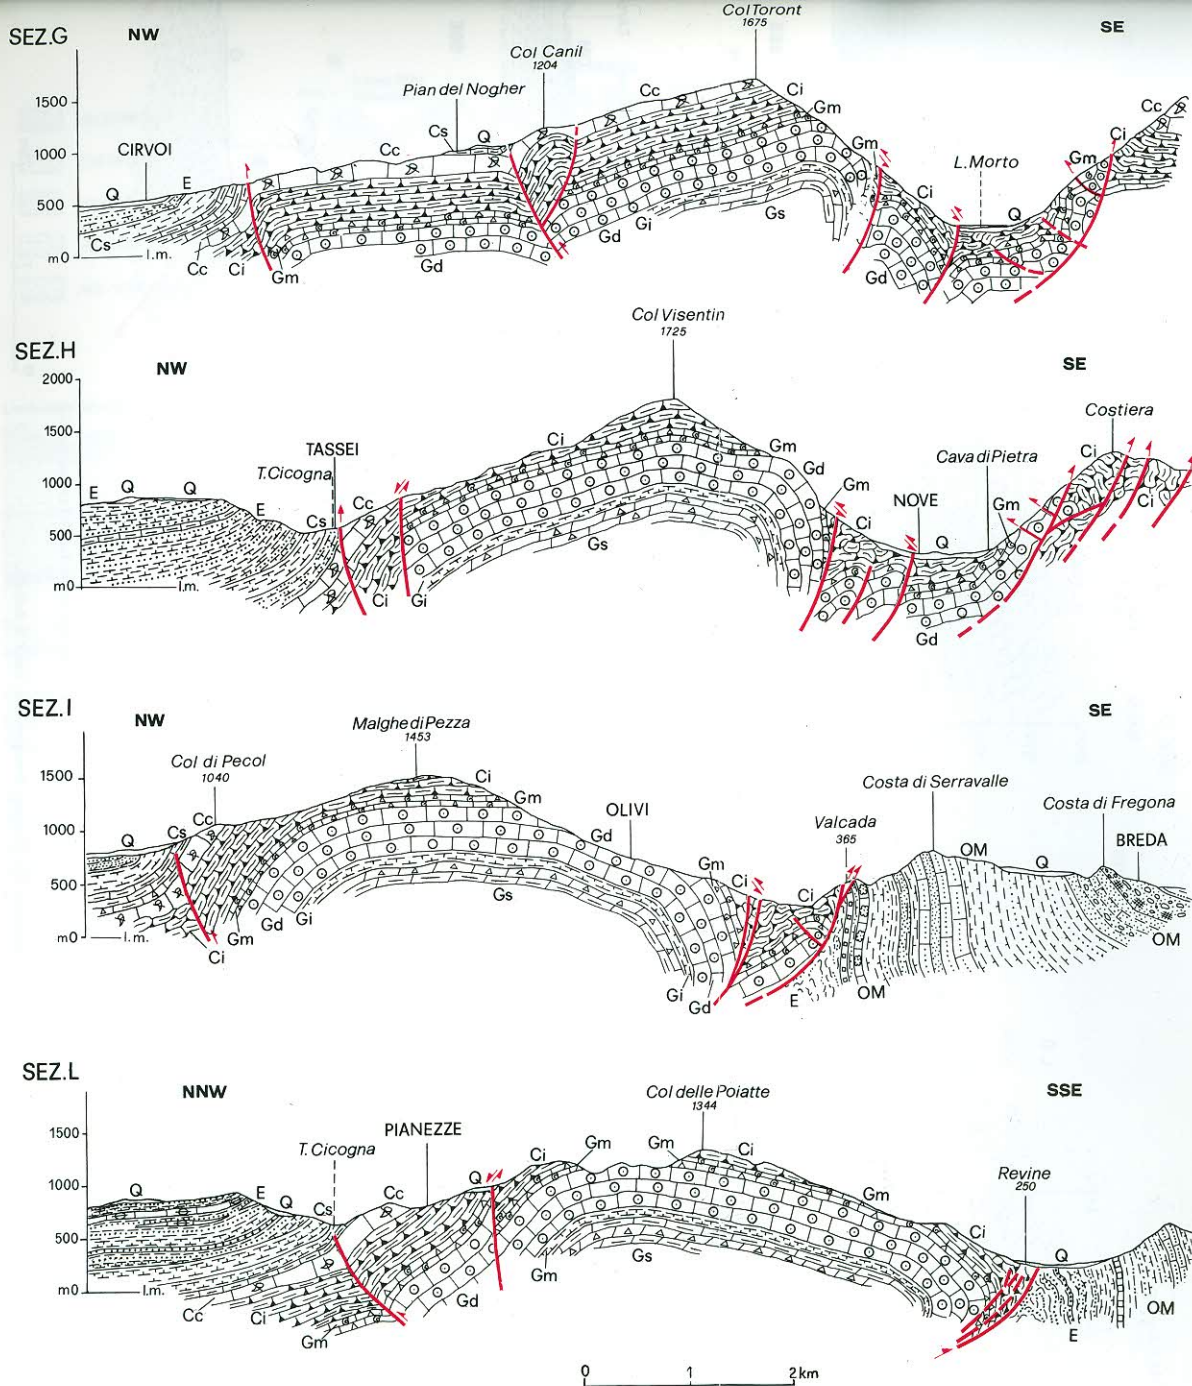 SEZ.G
NW
Col Toront
1675
SE
Col Canil
1204
Pian del Nogher
Cc
Ci
Gm
Cc
1500
CIRVOI
Cs
Q
Gm
L.Morto
Gm
Ci
1000
Q
E
Cc
Ci
Q
500
Cs
Gi
Gs
m0
l.m.
Cc
Ci
Gm
Gd
Gd
Gd
SEZ.H
NW
Col Visentin
1725
SE
2000
Costiera
1500
TASSEI
Ci
Gm
Ci
T.Cicogna
Gd
Cava di Pietra
1000
E
Q
Q
Cc
Gm
NOVE
Gm
Ci
E
Cs
Ci
Q
500
Gs
m0
l.m.
Ci
Gi
Gd
SEZ.I
NW
Malghe di Pezza
1453
SE
Col di Pecol
1040
Costa di Serravalle
1500
Ci
Gm
Costa di Fregona
Cc
OLIVI
Valcada
365
BREDA
1000
Q
Cs
Gd
OM
Q
Gm
Ci
Ci
500
Gs
m0
l.m.
Gm
Gd
Gi
Ci
OM
Gi
Gd
E
OM
SEZ.L
NNW
Col delle Poiatte
1344
SSE
1500
T. Cicogna
PIANEZZE
Ci
Gm
Gm
Ci
Revine
250
1000
Q
E
Q
Cs
Cc
Q
Gm
Ci
Q
500
Gs
m0
l.m.
Cc
Ci
Gm
Gd
Gm
E
OM
0
1
2km